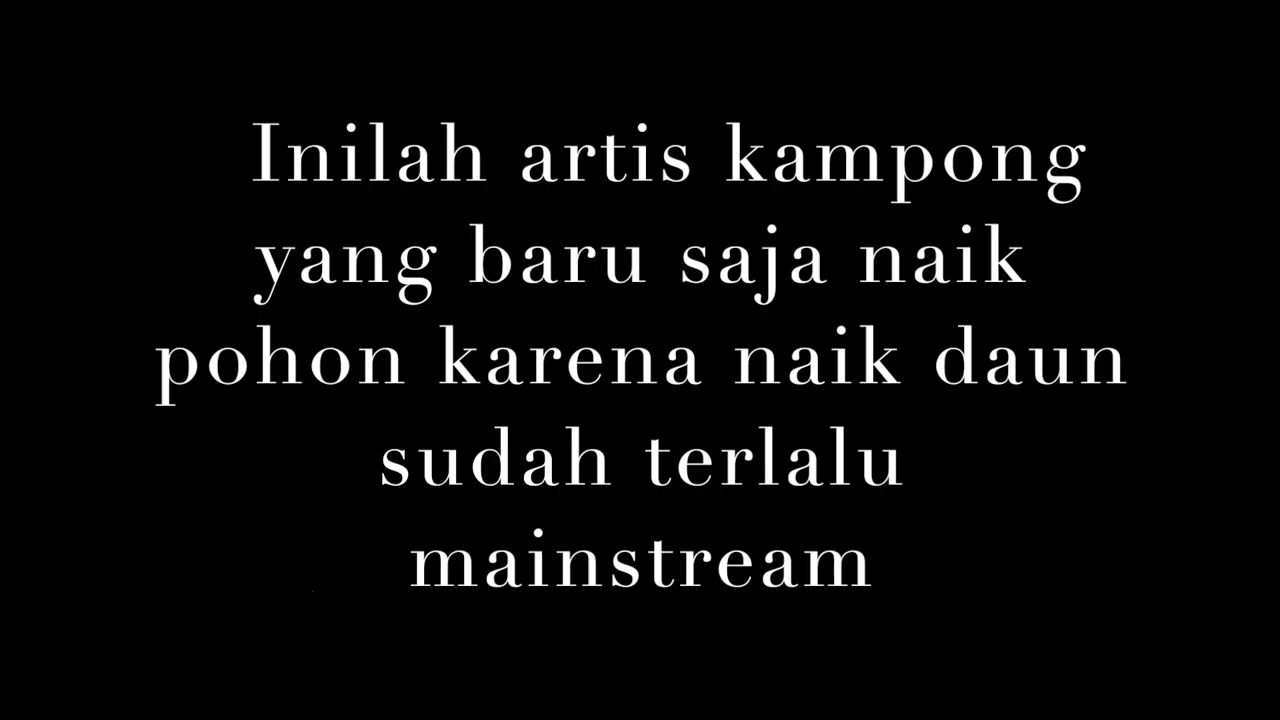 Inilah artis kampong
yang baru saja naik
pohon karena naik daun
sudah terlalu
mainstream